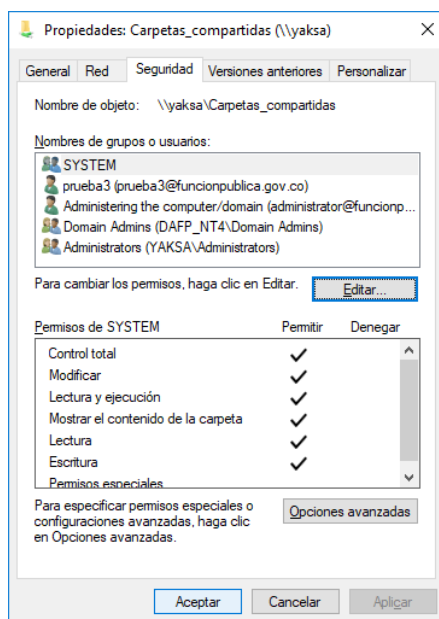 Propiedades: Carpetas_compartidas (\\yaksa)
General Red Seguridad Versiones anteriores Personalizar
Nombre de objeto: \\yaksa\Carpetas_compartidas
Nombres de grupos o usuarios:
SYSTEM
prueba3 (prueba3@funcionpublica.gov.co)
Administering the computer/domain (administrator@funcionp...
Domain Admins (DAFP_NT4\Domain Admins)
Administrators (YAKSA\Administrators)
Para cambiar los permisos, haga clic en Editar. Editar...
Permisos de SYSTEM Permitir Denegar
Control total
Modificar
Lectura y ejecución
Mostrar el contenido de la carpeta
Lectura
Escritura
Permisos especiales
Para especificar permisos especiales o
configuraciones avanzadas, haga clic
en Opciones avanzadas.
Opciones avanzadas
Aceptar Cancelar Aplicar